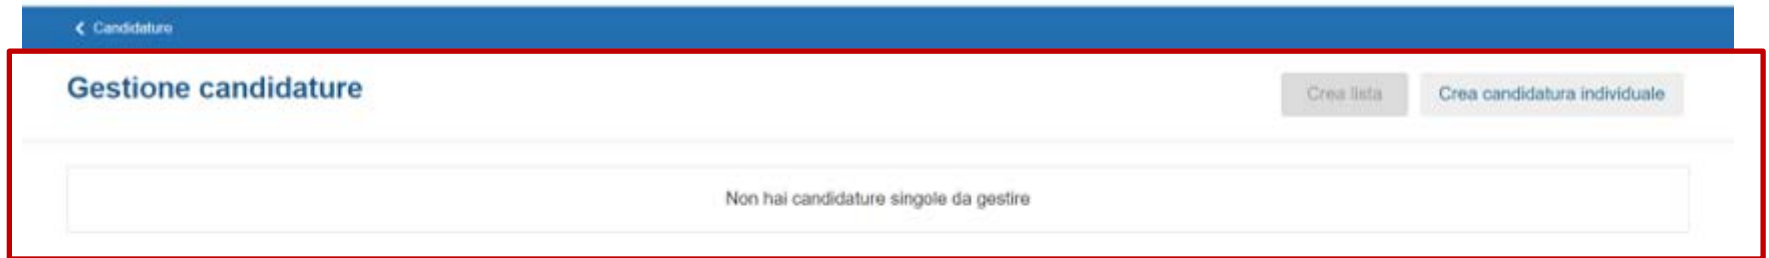 Candidature
Gestione candidature
Crea lista
Crea candidatura individuale
Non hai candidature singole da gestire